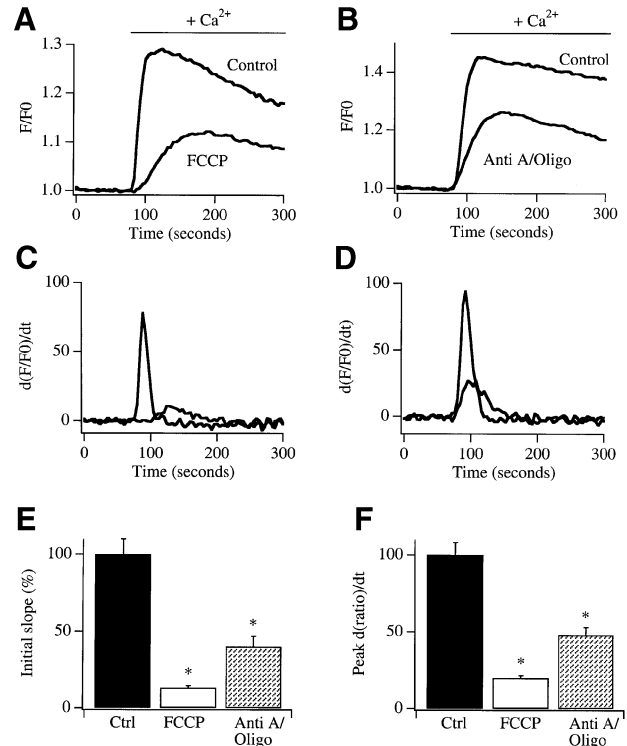 A
+ Ca²⁺
1.3
1.2
1.1
1.0
F/F0
Control
FCCP
0
100
200
300
Time (seconds)
B
+ Ca²⁺
1.4
1.2
1.0
F/F0
Control
Anti A/Oligo
0
100
200
300
Time (seconds)
C
100
50
0
d(F/F0)/dt
0
100
200
300
Time (seconds)
D
100
50
0
d(F/F0)/dt)
0
100
200
300
Time (seconds)
E
100
50
0
Initial slope (%)
*
*
Ctrl
FCCP
Anti A/
Oligo
F
100
50
0
Peak d(ratio)/dt
*
*
Ctrl
FCCP
Anti A/
Oligo